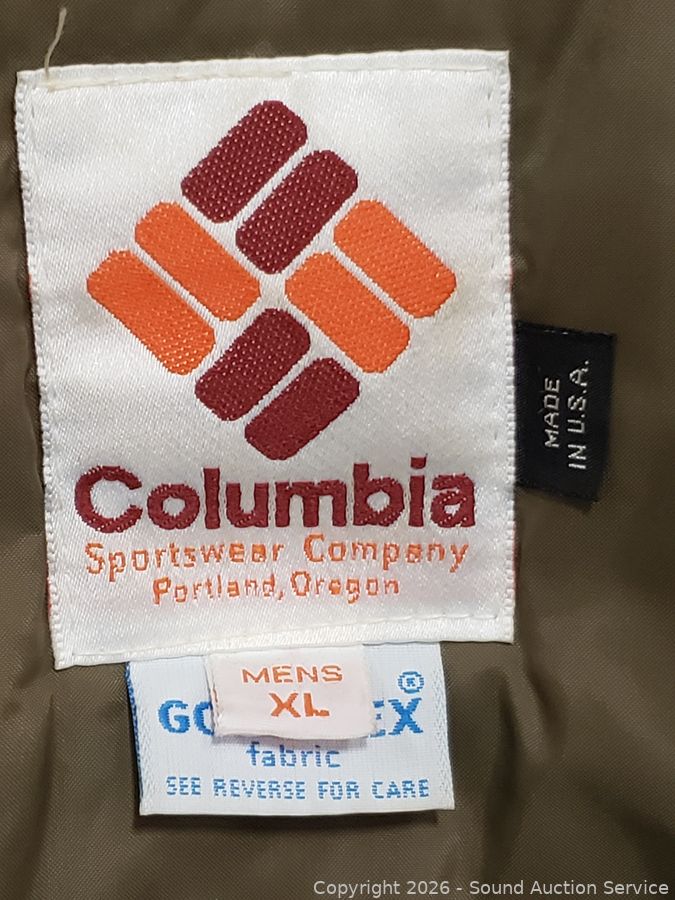 Columbia
Sportswear Company
Portland, Oregon
MADE
IN U.S.A.
MENS
XL
GO EX®
fabric
SEE REVERSE FOR CARE
Copyright 2026 - Sound Auction Service